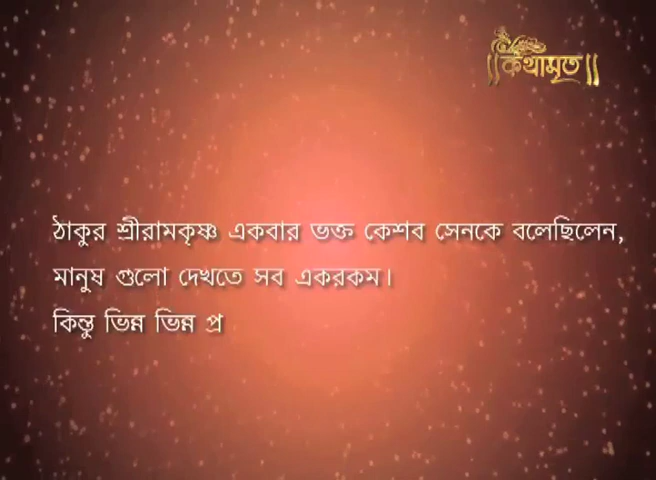 ॥কথামৃত॥
ঠাকুর শ্রীরামকৃষ্ণ একবার ভক্ত কেশব সেনকে বলেছিলেন,
মানুষ গুলো দেখতে সব একরকম।
কিন্তু ভিন্ন ভিন্ন প্র